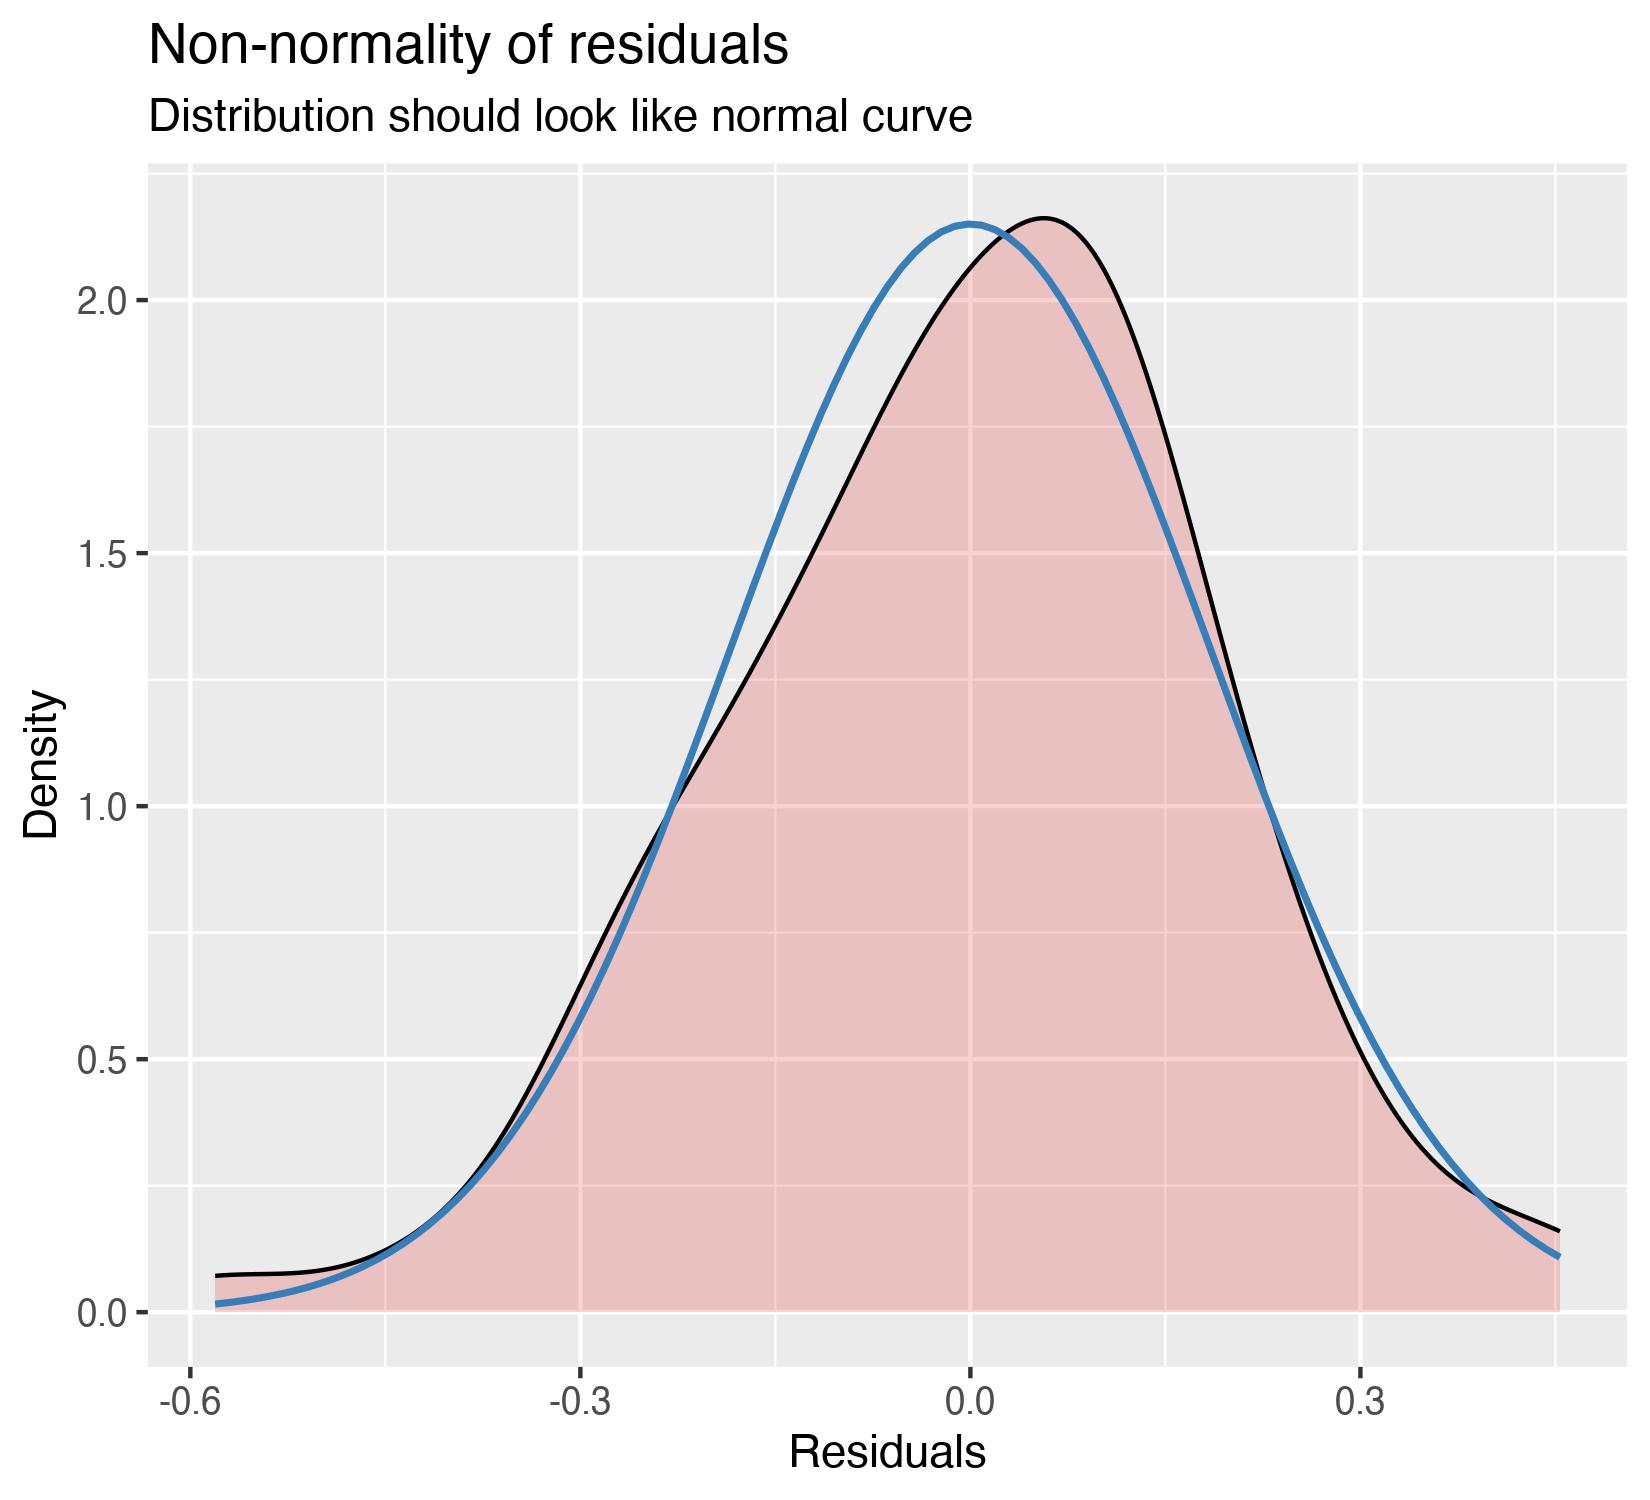 Non-normality of residuals
Distribution should look like normal curve
Density
2.0
1.5
1.0
0.5
0.0
-0.6
-0.3
0.0
0.3
Residuals